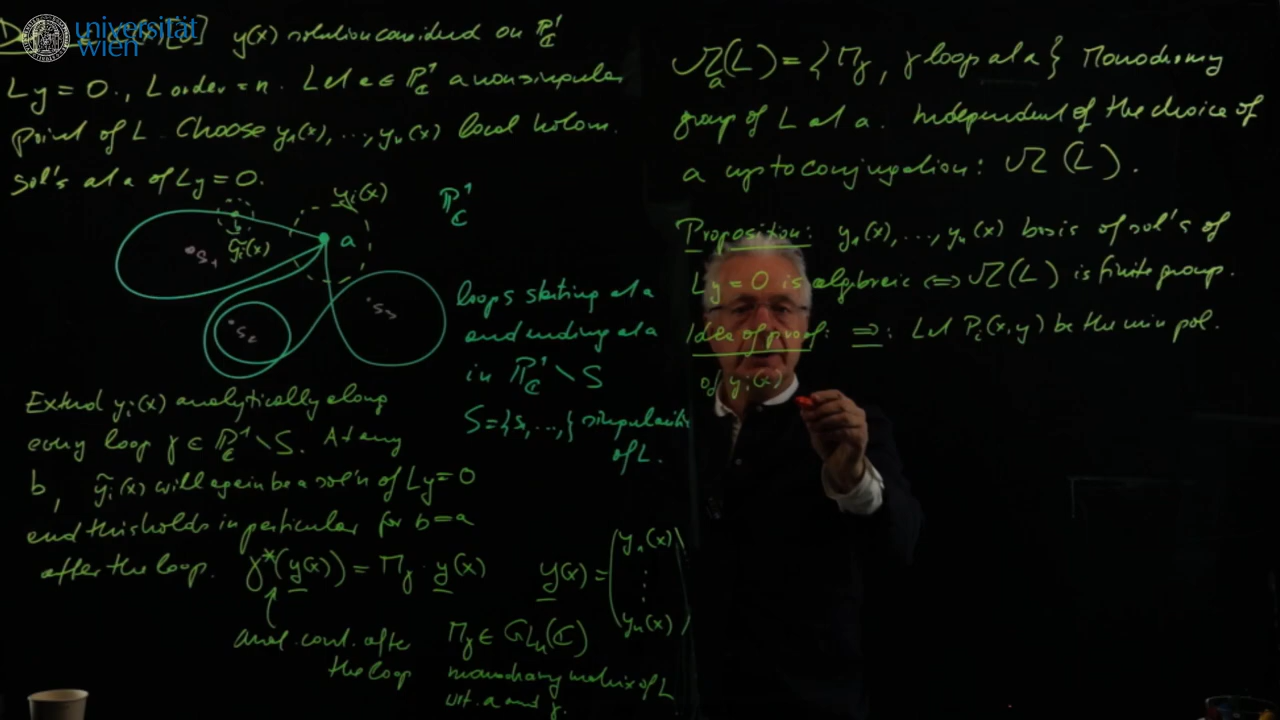 universität
wien
y(x) solution considered on ℙ¹_ℂ
Ly = 0., L order = n. Let a ∈ ℙ¹_ℂ a nonsingular
point of L. Choose y₁(x), ..., yₙ(x) local holom.
sol's at a of Ly = 0.
yᵢ(x)
ℙ¹_ℂ
a
ỹᵢ(x)
s₁
s₂
s₃
loops starting at a
and ending at a
in ℙ¹_ℂ \ S
S = {s₁, ..., } singularities
of L.
Extend yᵢ(x) analytically along
every loop γ ∈ ℙ¹_ℂ \ S. At any
b, ỹᵢ(x) will again be a sol'n of Ly = 0
and this holds in particular for b = a
after the loop. γ*(y(x)) = M_γ · y(x)
y(x) = ( y₁(x) ⋮ yₙ(x) )
anal. cont. after
the loop
M_γ ∈ GLₙ(ℂ)
monodromy matrix of L
wrt. a and γ.
𝓜_a(L) = { M_γ, γ loop at a } Monodromy
group of L at a. Independent of the choice of
a up to conjugation: 𝓜(L).
Proposition: y₁(x), ..., yₙ(x) basis of sol's of
Ly = 0 is algebraic ⟺ 𝓜(L) is finite group.
Idea of proof: ⇒: Let Pᵢ(x,y) be the min pol.
of yᵢ(x)